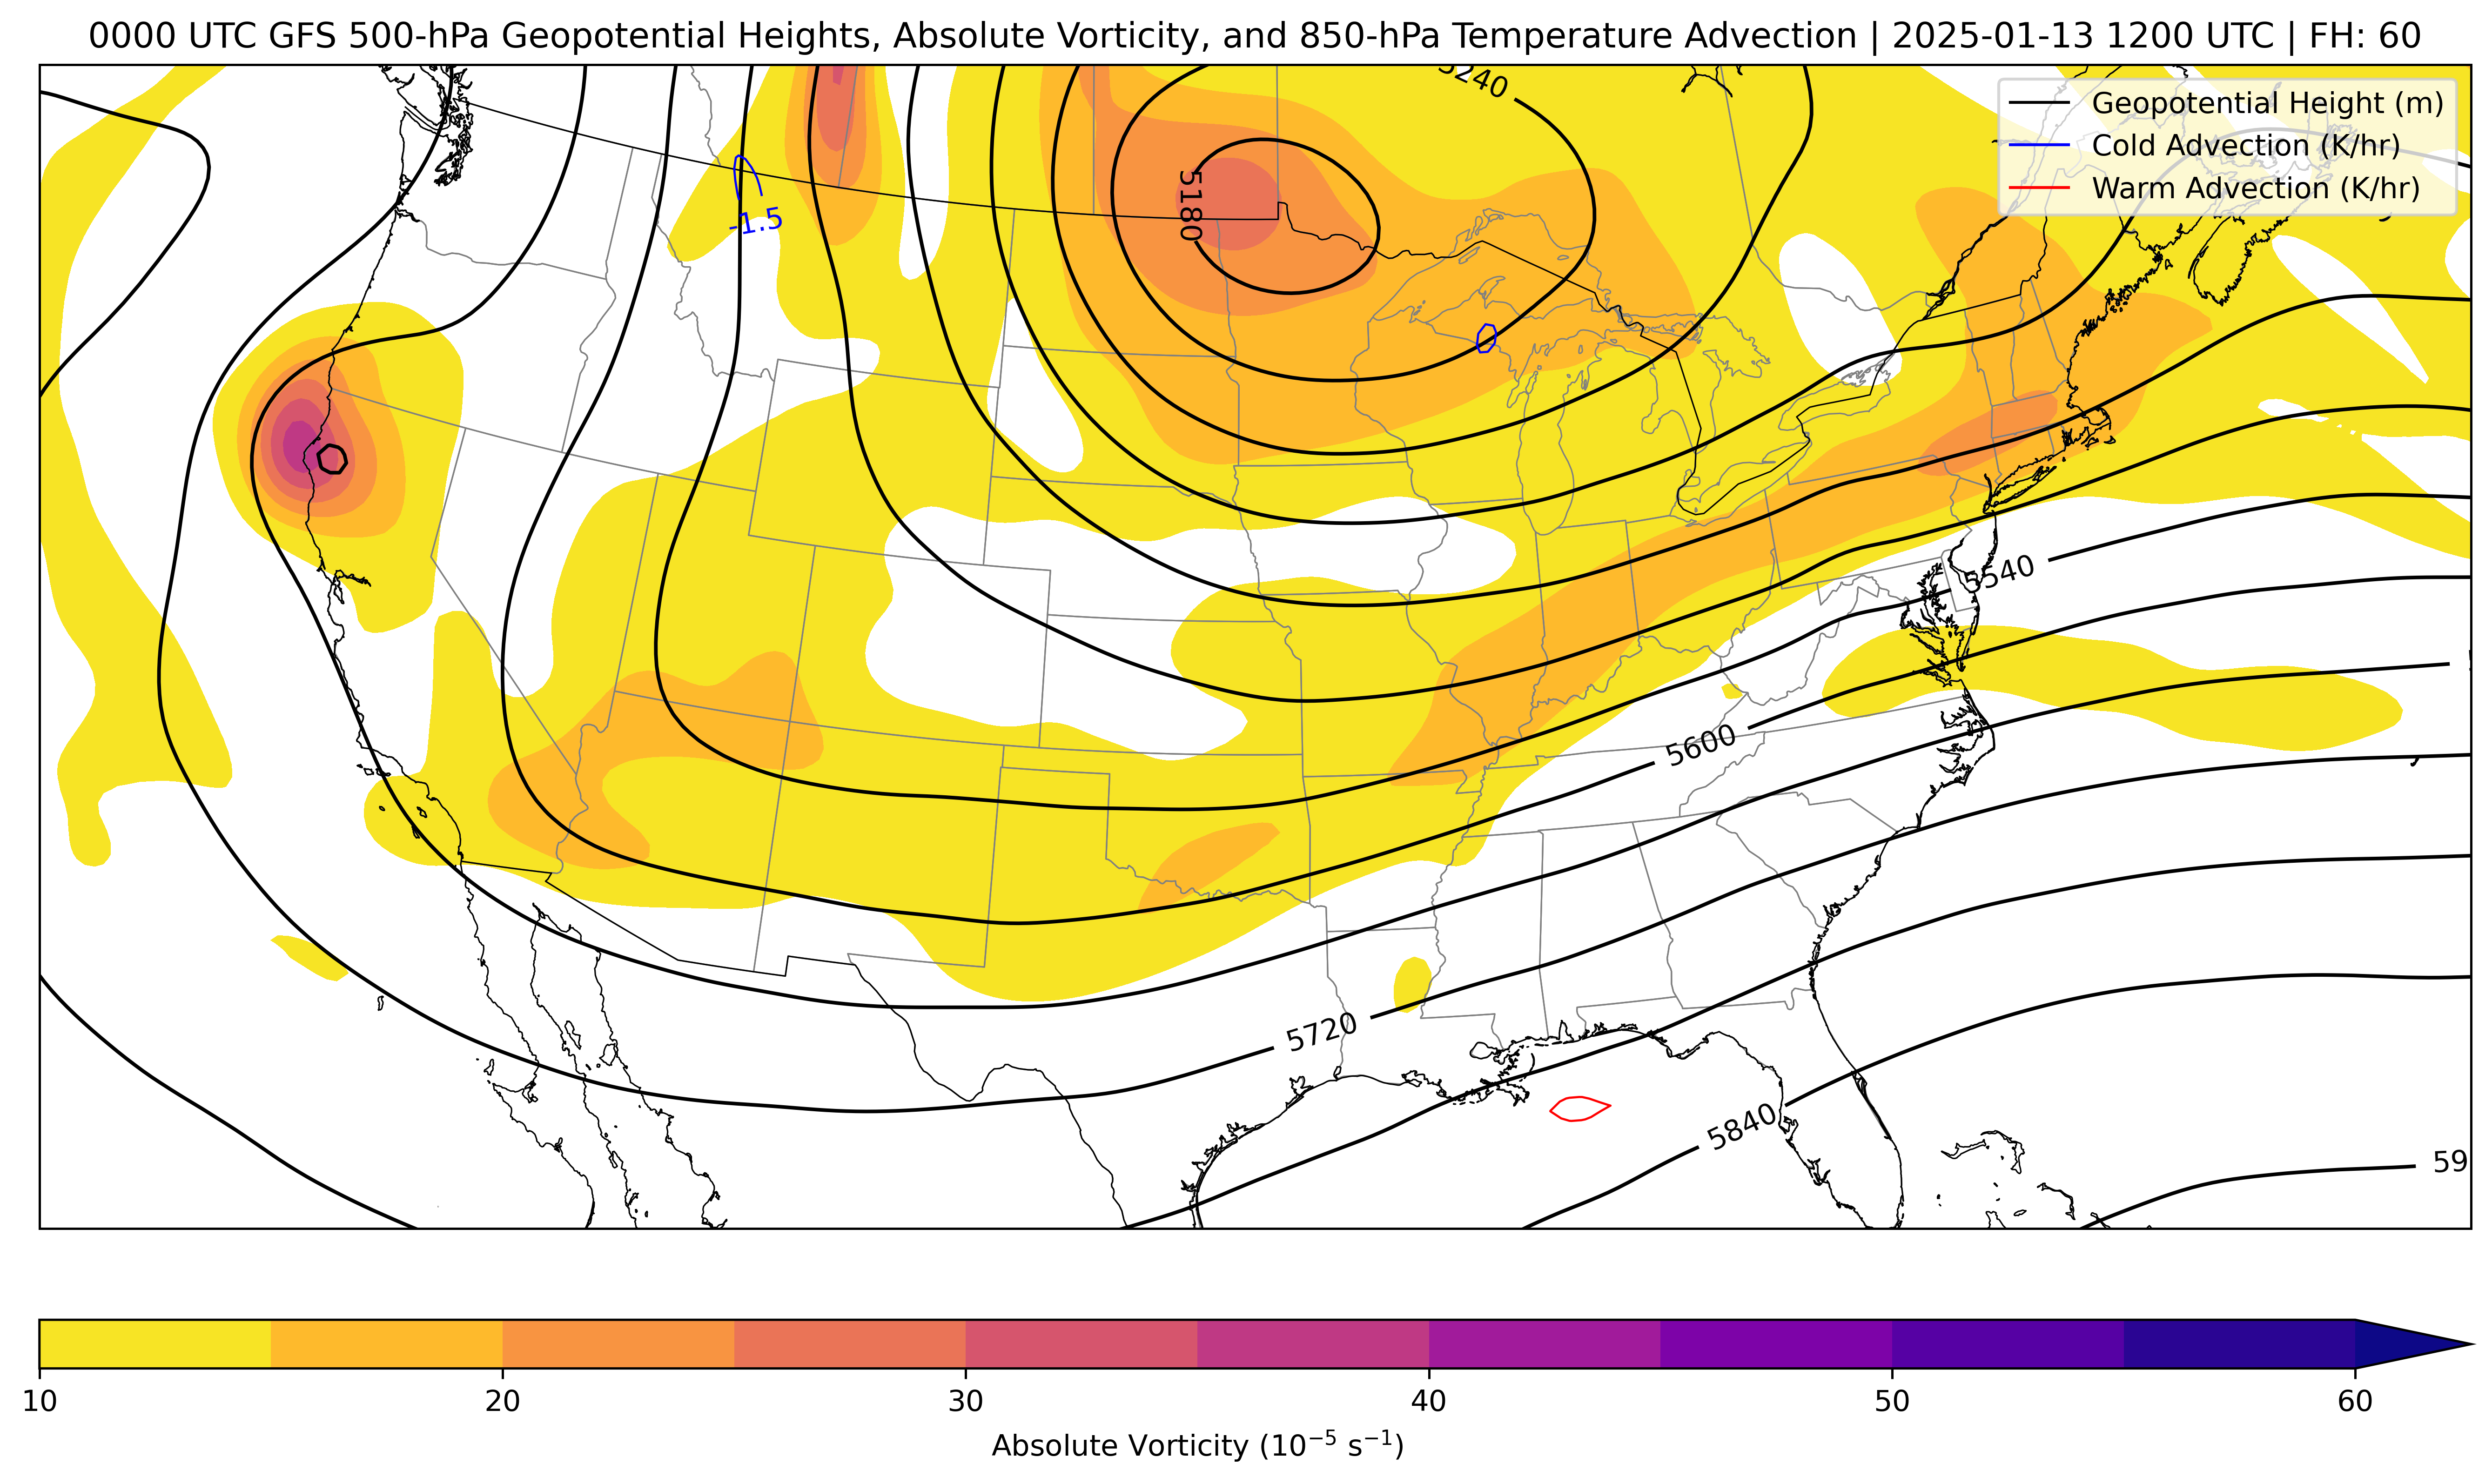 0000 UTC GFS 500-hPa Geopotential Heights, Absolute Vorticity, and 850-hPa Temperature Advection | 2025-01-13 1200 UTC | FH: 60
5240
Geopotential Height (m)
Cold Advection (K/hr)
Warm Advection (K/hr)
5180
-1.5
5540
5600
5720
5840
59
10 20 30 40 50 60
Absolute Vorticity (10⁻⁵ s⁻¹)